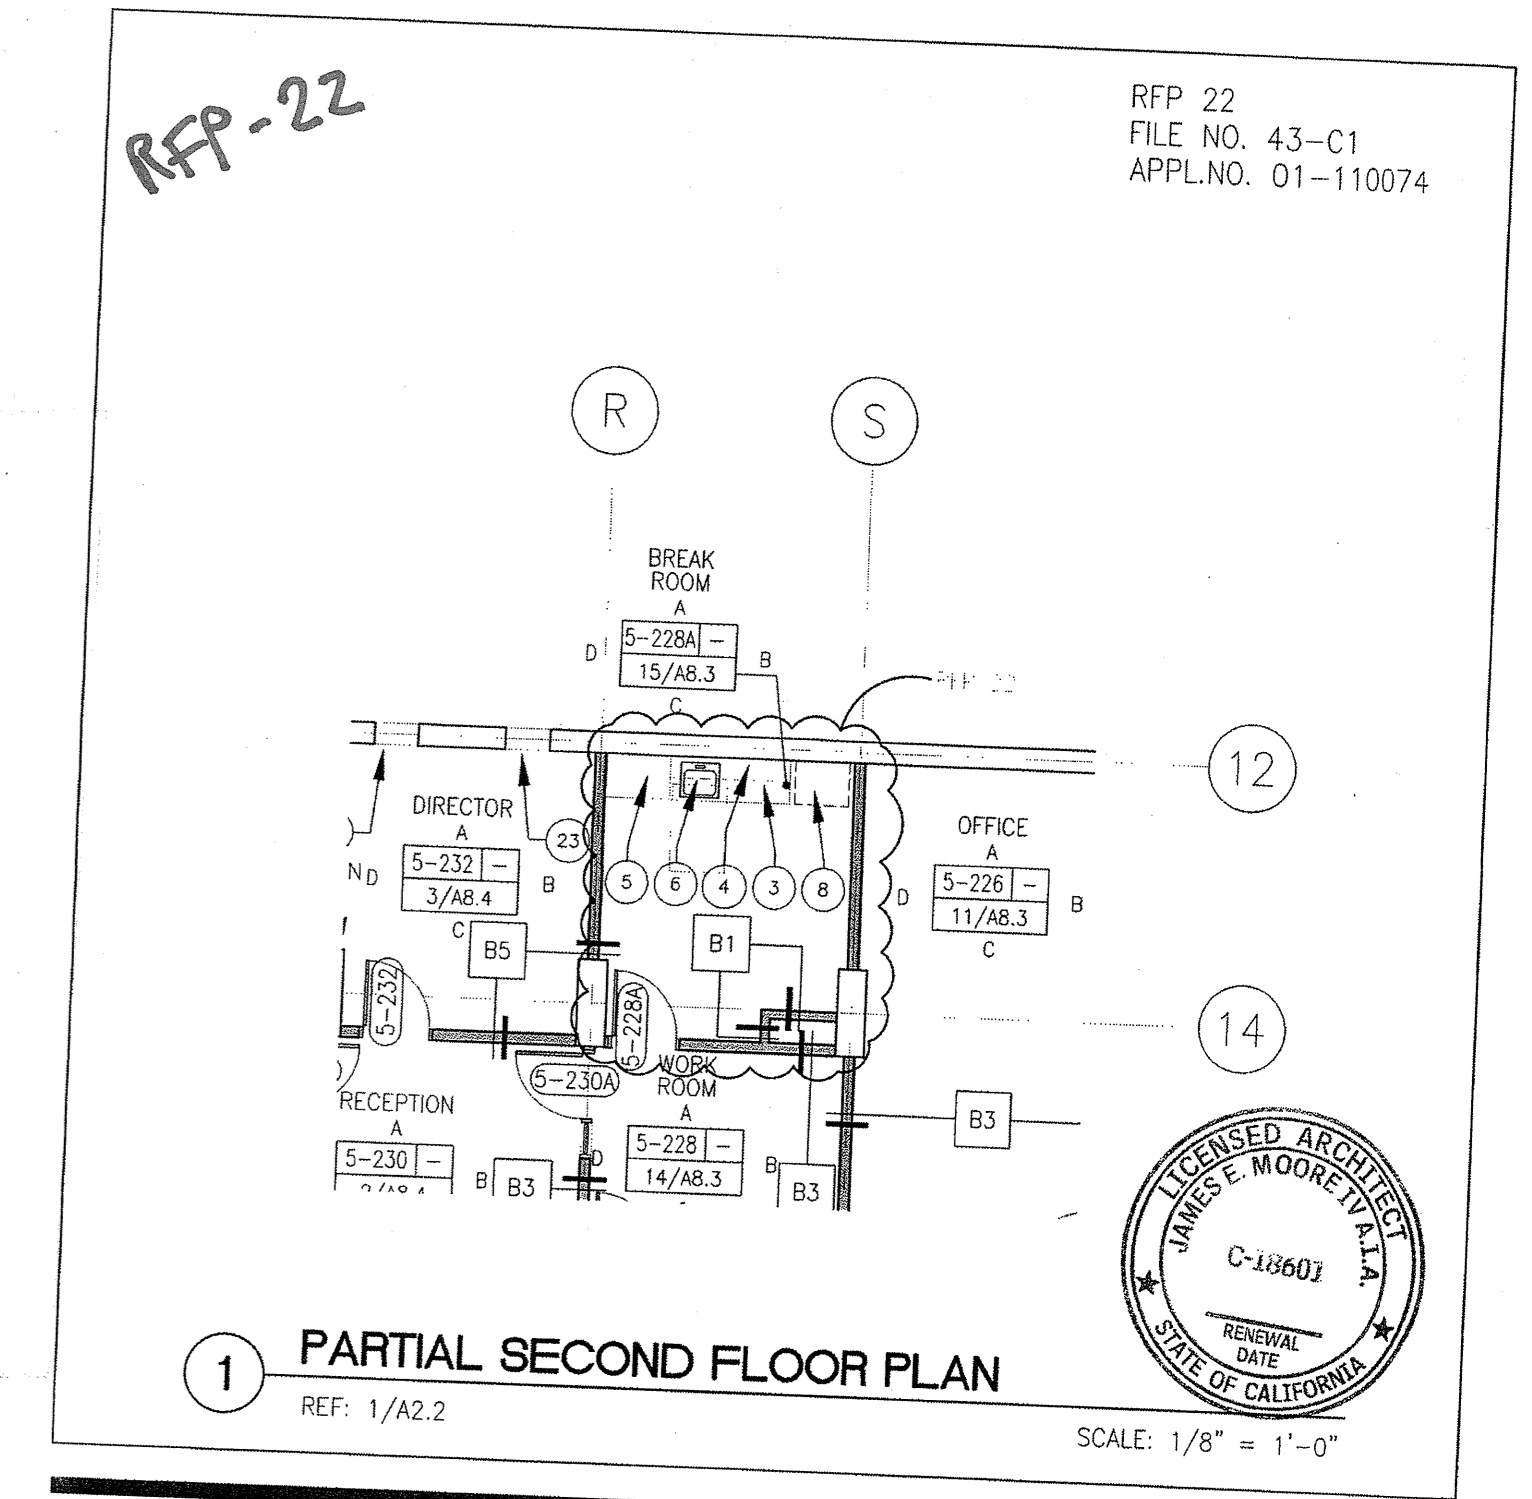 RFP-22
RFP 22
FILE NO. 43-C1
APPL.NO. 01-110074
R
S
BREAK
ROOM
A
5-228A -
D
B
15/A8.3
C
RFP 22
12
DIRECTOR
A
23
5-232 -
ND
B
3/A8.4
C
5
6
4
3
8
OFFICE
A
5-226 -
D
B
11/A8.3
C
B5
B1
5-232
5-228A
14
5-230A
WORK
ROOM
A
RECEPTION
A
5-230 -
B
B3
D
5-228 -
14/A8.3
B
B3
B3
LICENSED ARCHITECT
JAMES E. MOORE IV A.I.A.
C-18601
RENEWAL
DATE
STATE OF CALIFORNIA
1
PARTIAL SECOND FLOOR PLAN
REF: 1/A2.2
SCALE: 1/8" = 1'-0"